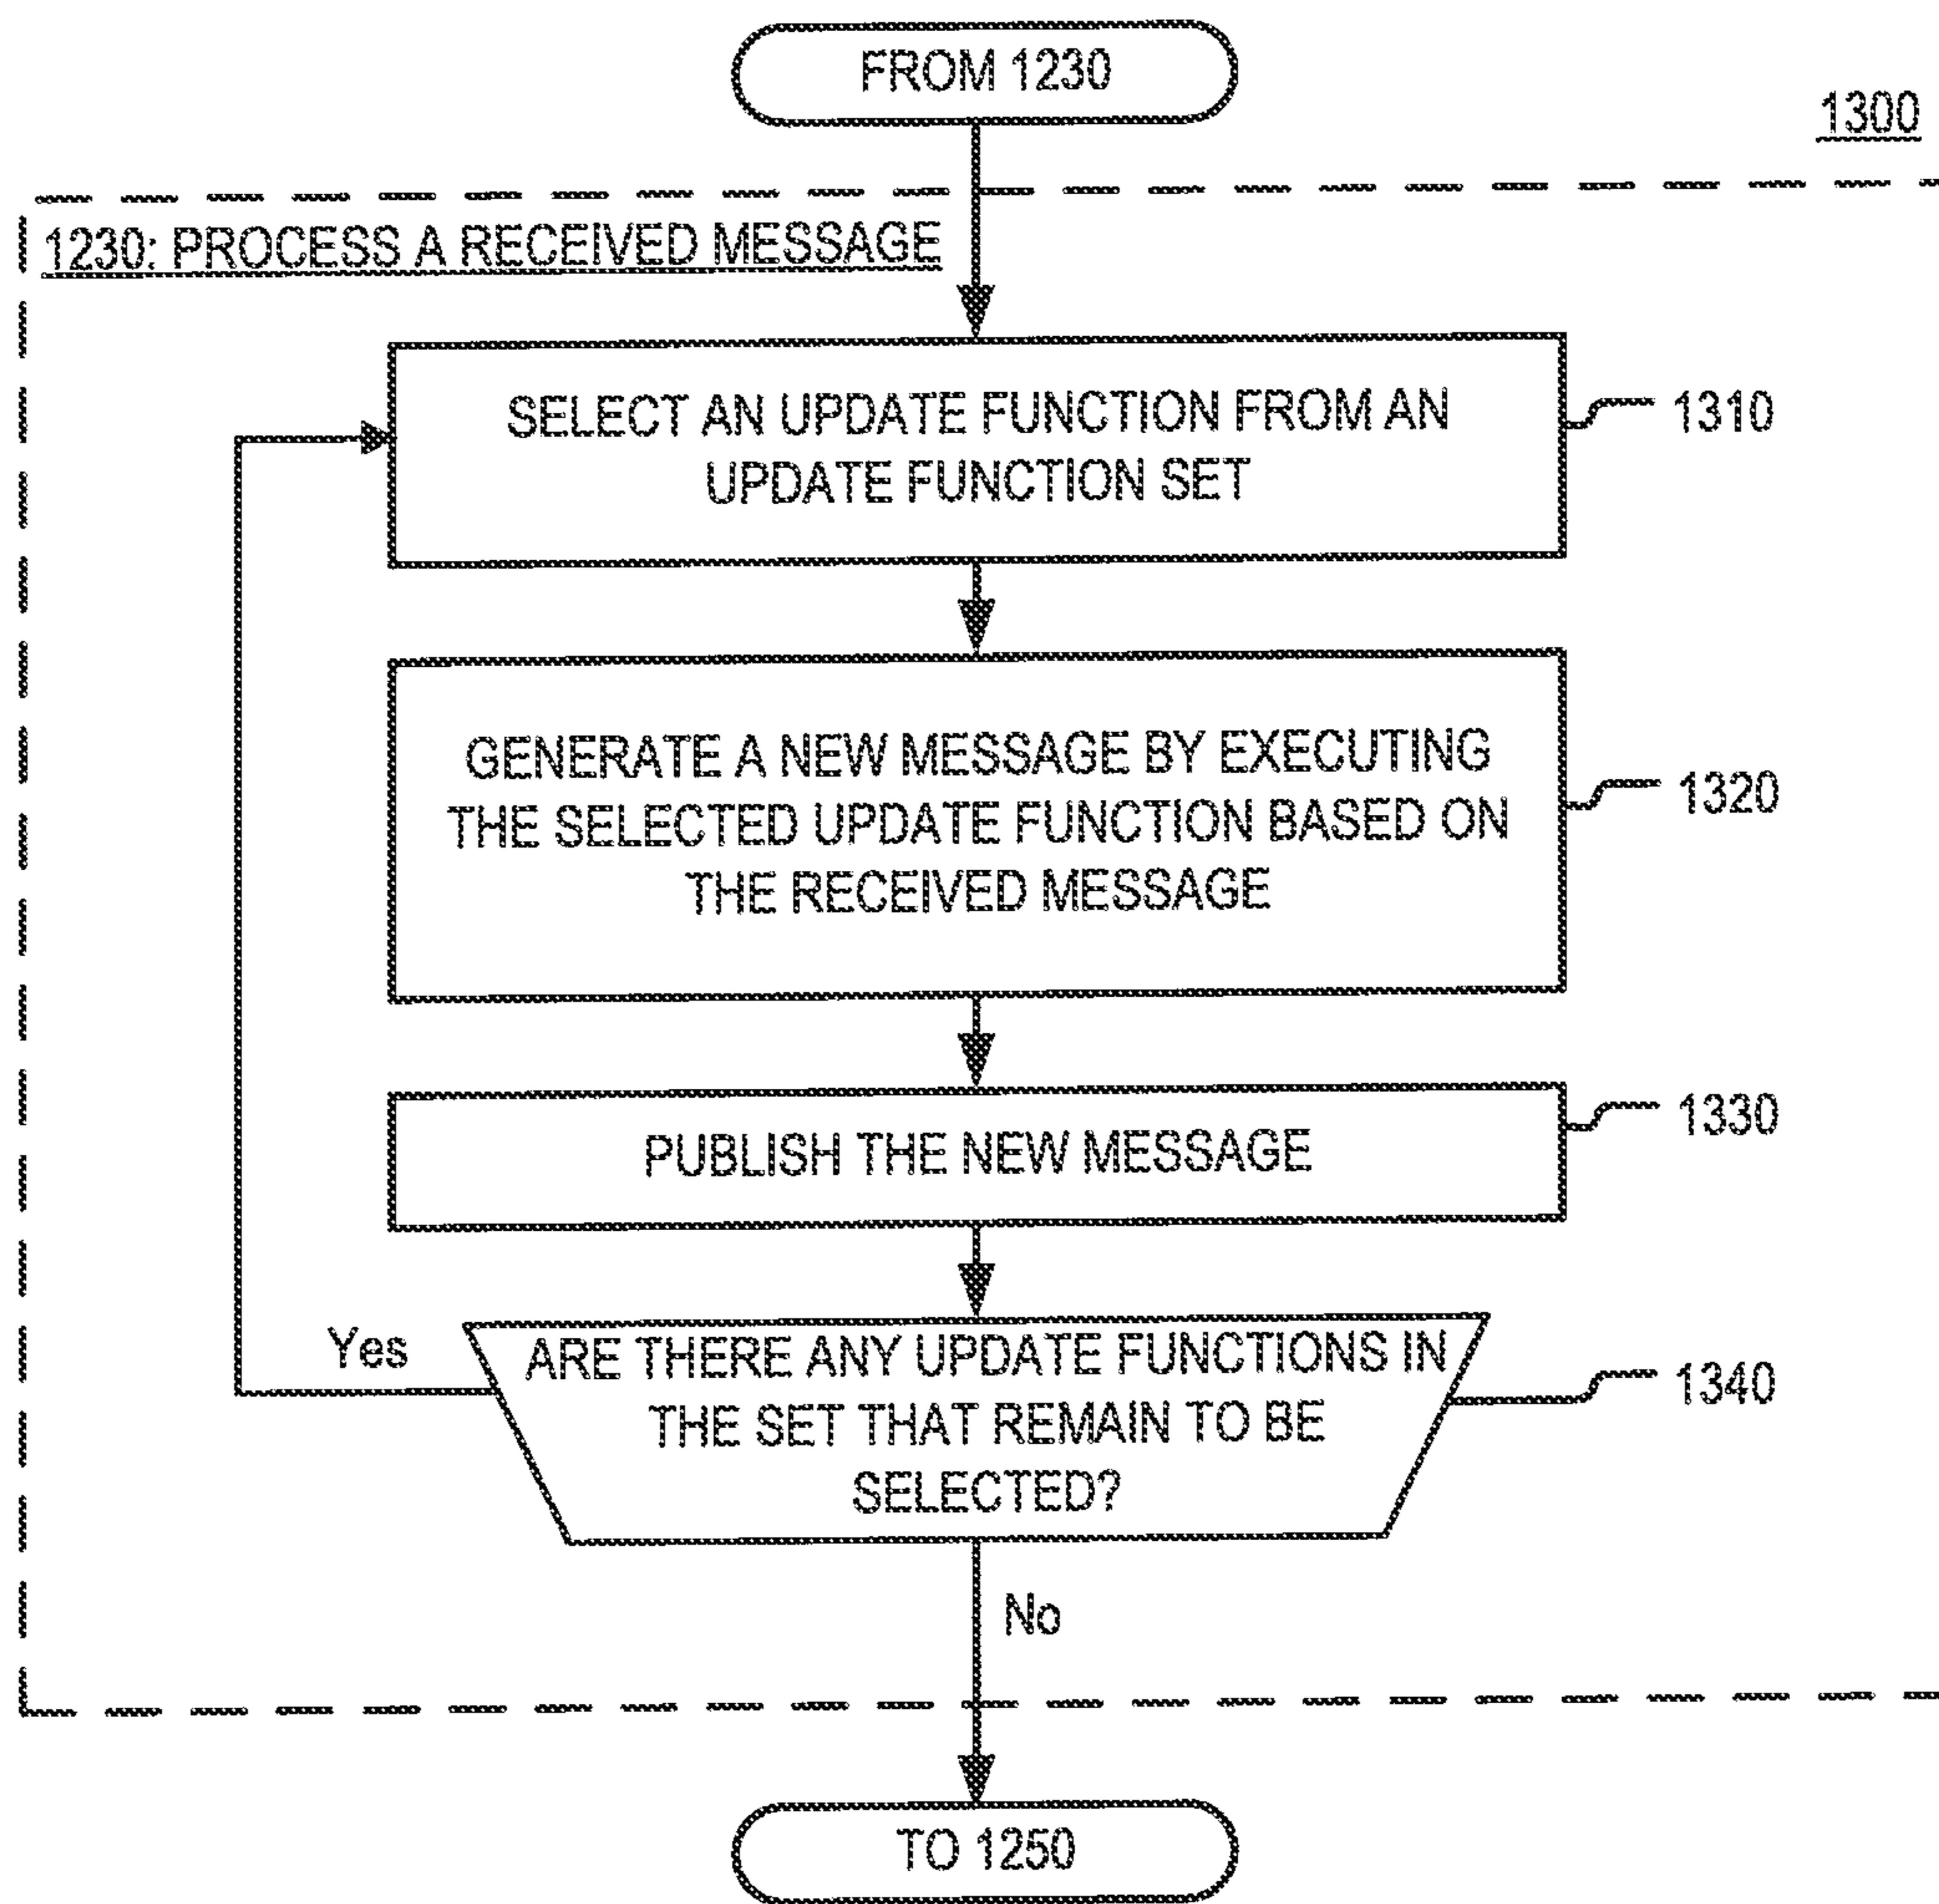 FROM 1230
1300
1230: PROCESS A RECEIVED MESSAGE
SELECT AN UPDATE FUNCTION FROM AN
UPDATE FUNCTION SET
1310
GENERATE A NEW MESSAGE BY EXECUTING
THE SELECTED UPDATE FUNCTION BASED ON
THE RECEIVED MESSAGE
1320
PUBLISH THE NEW MESSAGE
1330
Yes
ARE THERE ANY UPDATE FUNCTIONS IN
THE SET THAT REMAIN TO BE
SELECTED?
1340
No
TO 1250